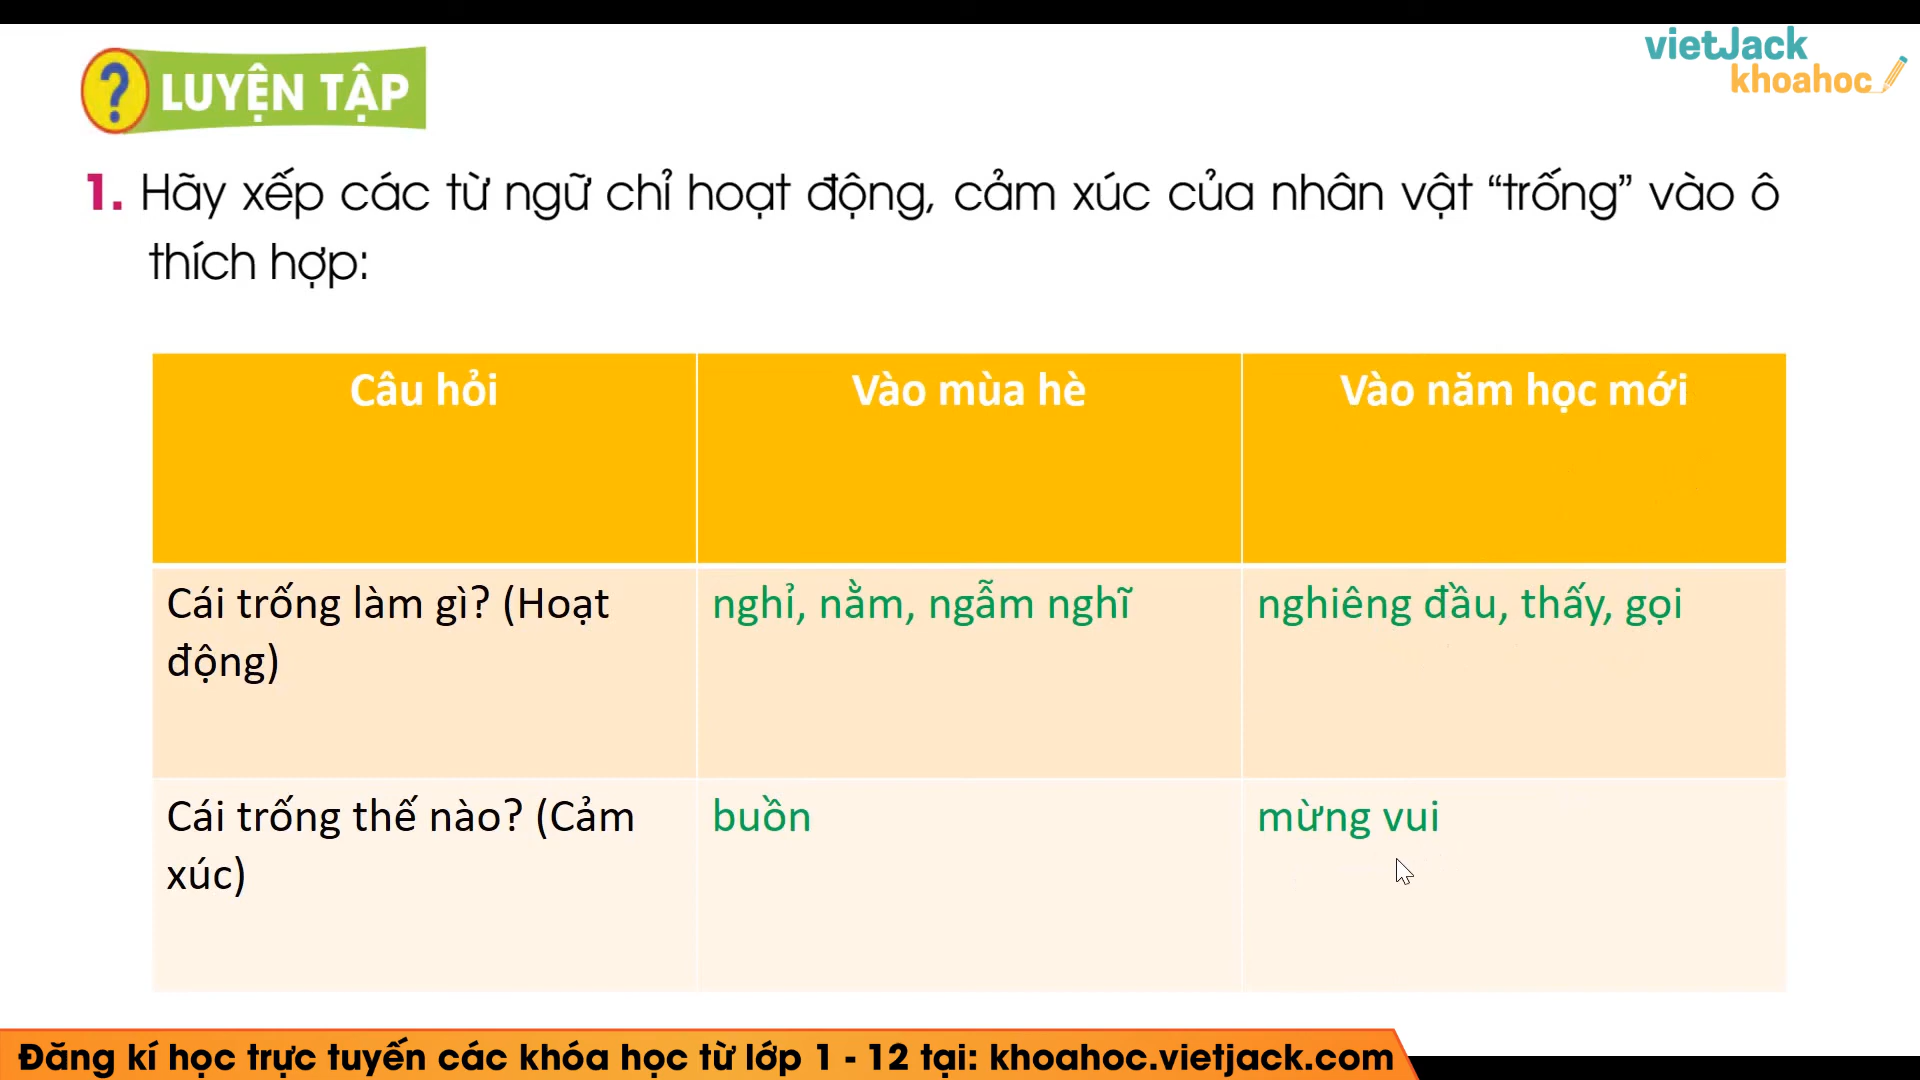 vietJack
khoahoc
? LUYỆN TẬP
1. Hãy xếp các từ ngữ chỉ hoạt động, cảm xúc của nhân vật “trống” vào ô
thích hợp:
Câu hỏi
Vào mùa hè
Vào năm học mới
Cái trống làm gì? (Hoạt
động)
nghỉ, nằm, ngẫm nghĩ
nghiêng đầu, thấy, gọi
Cái trống thế nào? (Cảm
xúc)
buồn
mừng vui
Đăng kí học trực tuyến các khóa học từ lớp 1 - 12 tại: khoahoc.vietjack.com